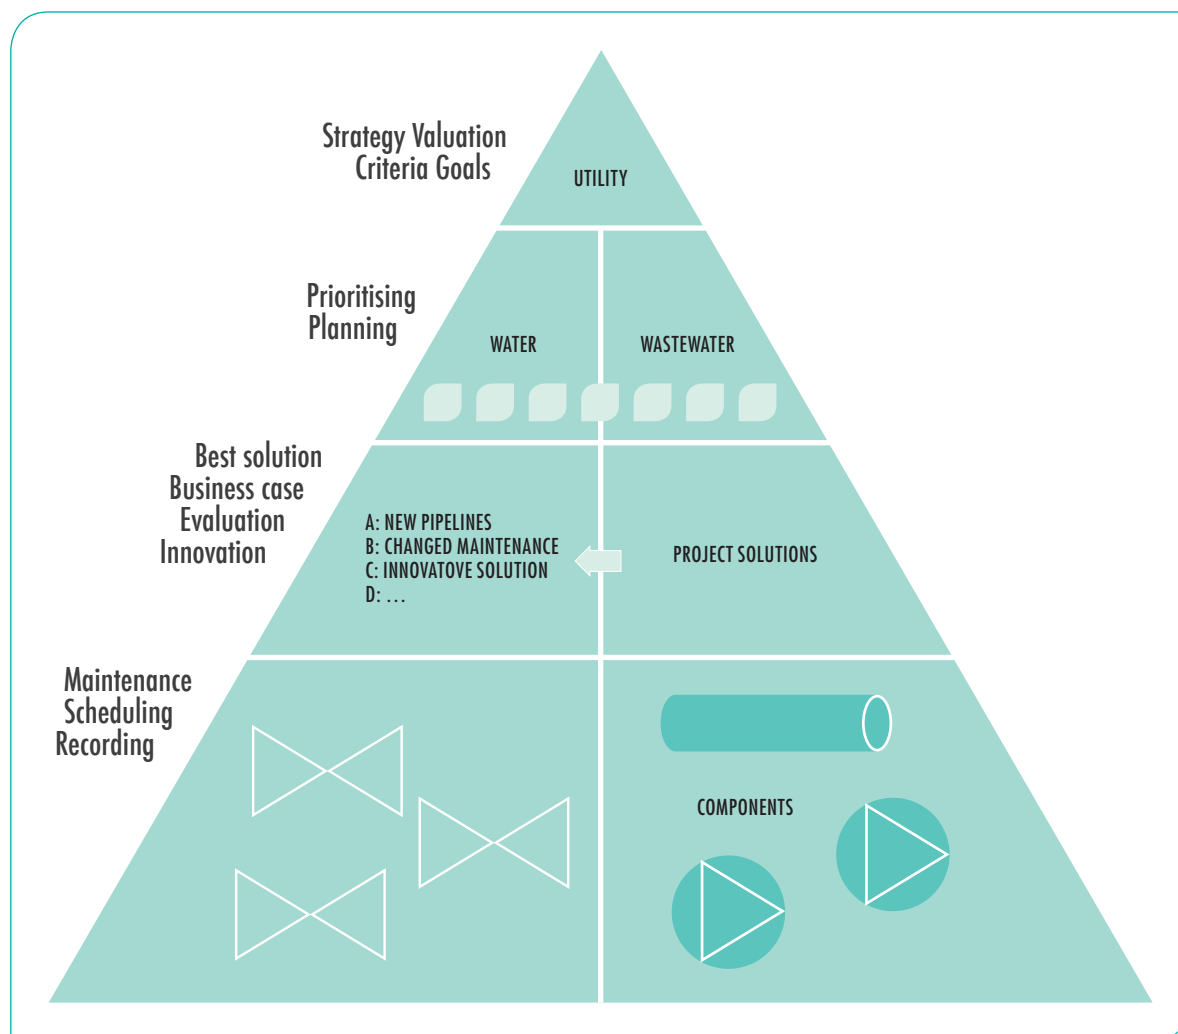 Strategy Valuation
Criteria Goals
UTILITY
Prioritising
Planning
WATER
WASTEWATER
Best solution
Business case
Evaluation
Innovation
A: NEW PIPELINES
B: CHANGED MAINTENANCE
C: INNOVATOVE SOLUTION
D: ...
PROJECT SOLUTIONS
Maintenance
Scheduling
Recording
COMPONENTS